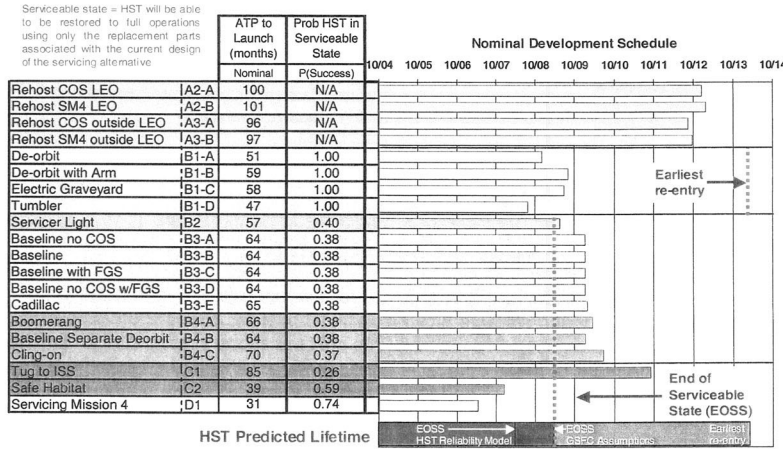 Serviceable state = HST will be able
to be restored to full operations
using only the replacement parts
associated with the current design
of the servicing alternative
ATP to Launch (months) Prob HST in Serviceable State
Nominal Development Schedule
Nominal P(Success) 10/04 10/05 10/06 10/07 10/08 10/09 10/10 10/11 10/12 10/13 10/14
Rehost COS LEO A2-A 100 N/A
Rehost SM4 LEO A2-B 101 N/A
Rehost COS outside LEO A3-A 96 N/A
Rehost SM4 outside LEO A3-B 97 N/A
De-orbit B1-A 51 1.00
De-orbit with Arm B1-B 59 1.00
Electric Graveyard B1-C 58 1.00
Tumbler B1-D 47 1.00
Earliest
re-entry
Servicer Light B2 57 0.40
Baseline no COS B3-A 64 0.38
Baseline B3-B 64 0.38
Baseline with FGS B3-C 64 0.38
Baseline no COS w/FGS B3-D 64 0.38
Cadillac B3-E 65 0.38
Boomerang B4-A 66 0.38
Baseline Separate Deorbit B4-B 64 0.38
Cling-on B4-C 70 0.37
Tug to ISS C1 85 0.26
Safe Habitat C2 39 0.59
Servicing Mission 4 D1 31 0.74
End of
Serviceable
State (EOSS)
HST Predicted Lifetime
EOSS
HST Reliability Model
EOSS
GSFC Assumptions
Earliest
re-entry